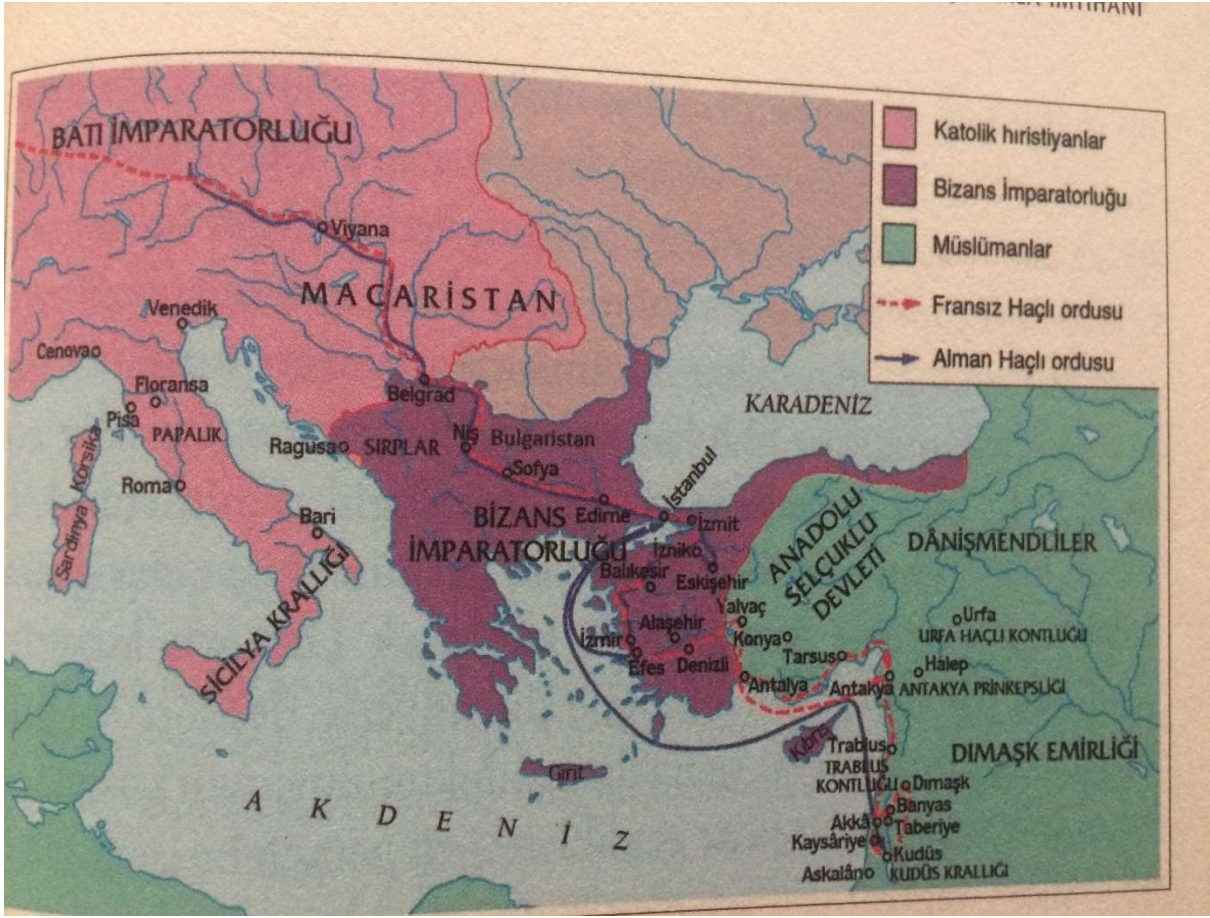 İMTİHANI
Katolik hıristiyanlar
Bizans İmparatorluğu
Müslümanlar
Fransız Haçlı ordusu
Alman Haçlı ordusu
BATI İMPARATORLUĞU
Viyana
MACARİSTAN
Venedik
Cenova
Floransa
Pisa
PAPALIK
Korsika
Sardinya
Roma
Bari
SİCİLYA KRALLIĞI
Belgrad
Ragusa
SIRPLAR
Niş
Bulgaristan
Sofya
Edirne
İstanbul
KARADENİZ
BİZANS
İMPARATORLUĞU
İzmit
İznik
Balıkesir
Eskişehir
ANADOLU
SELÇUKLU
DEVLETİ
DÂNİŞMENDLİLER
Yalvaç
Alaşehir
Konya
Urfa
URFA HAÇLI KONTLUĞU
İzmir
Efes
Denizli
Tarsus
Halep
Antalya
Antakya
ANTAKYA PRİNKEPSLİĞİ
Kıbrıs
Girit
Trablus
TRABLUS
KONTLUĞU
DIMAŞK EMİRLİĞİ
Dımaşk
Banyas
Akkâ
Taberiye
Kaysâriye
Kudüs
Askalân
KUDÜS KRALLIĞI
AKDENİZ